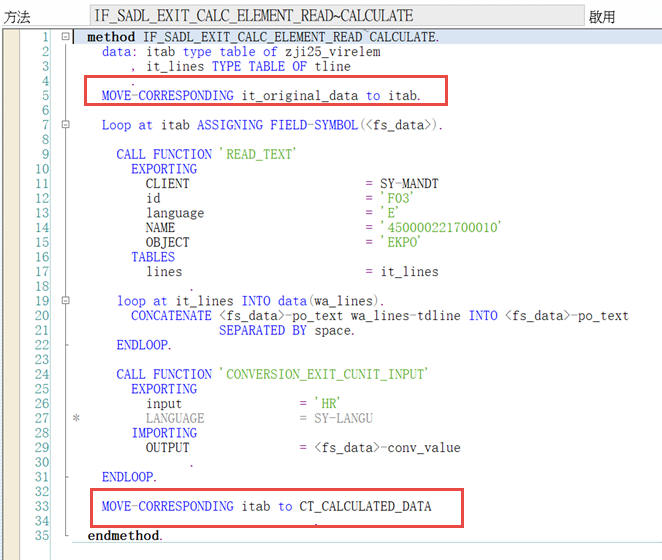 方法 IF_SADL_EXIT_CALC_ELEMENT_READ~CALCULATE 啟用
1 method IF_SADL_EXIT_CALC_ELEMENT_READ~CALCULATE.
2 data: itab type table of zji25_virelem
3 , it_lines TYPE TABLE OF tline
4 .
5 MOVE-CORRESPONDING it_original_data to itab.
6
7 Loop at itab ASSIGNING FIELD-SYMBOL(<fs_data>).
8
9 CALL FUNCTION 'READ_TEXT'
10 EXPORTING
11 CLIENT = SY-MANDT
12 id = 'F03'
13 language = 'E'
14 NAME = '450000221700010'
15 OBJECT = 'EKPO'
16 TABLES
17 lines = it_lines
18 .
19 loop at it_lines INTO data(wa_lines).
20 CONCATENATE <fs_data>-po_text wa_lines-tdline INTO <fs_data>-po_text
21 SEPARATED BY space.
22 ENDLOOP.
23
24 CALL FUNCTION 'CONVERSION_EXIT_CUNIT_INPUT'
25 EXPORTING
26 input = 'HR'
27 * LANGUAGE = SY-LANGU
28 IMPORTING
29 OUTPUT = <fs_data>-conv_value
30 .
31 ENDLOOP.
32
33 MOVE-CORRESPONDING itab to CT_CALCULATED_DATA
34 .
35 endmethod.